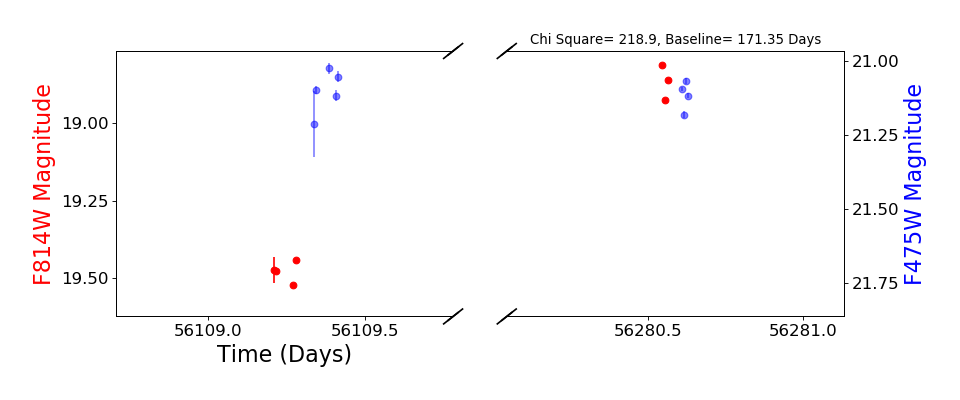 Chi Square= 218.9, Baseline= 171.35 Days
F814W Magnitude
19.00
19.25
19.50
21.00
21.25
21.50
21.75
F475W Magnitude
56109.0
56109.5
56280.5
56281.0
Time (Days)